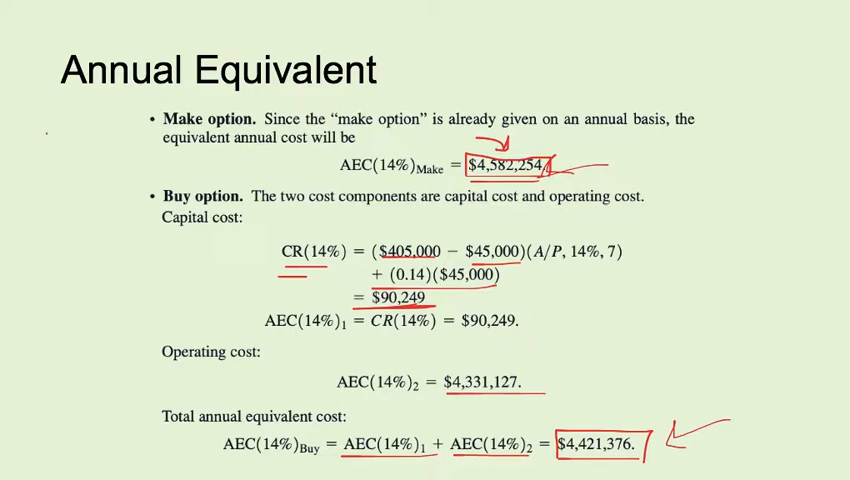 Annual Equivalent
• Make option. Since the “make option” is already given on an annual basis, the
equivalent annual cost will be
AEC(14%)Make = $4,582,254
• Buy option. The two cost components are capital cost and operating cost.
Capital cost:
CR(14%) = ($405,000 − $45,000)(A/P, 14%, 7)
+ (0.14)($45,000)
= $90,249
AEC(14%)1 = CR(14%) = $90,249.
Operating cost:
AEC(14%)2 = $4,331,127.
Total annual equivalent cost:
AEC(14%)Buy = AEC(14%)1 + AEC(14%)2 = $4,421,376.